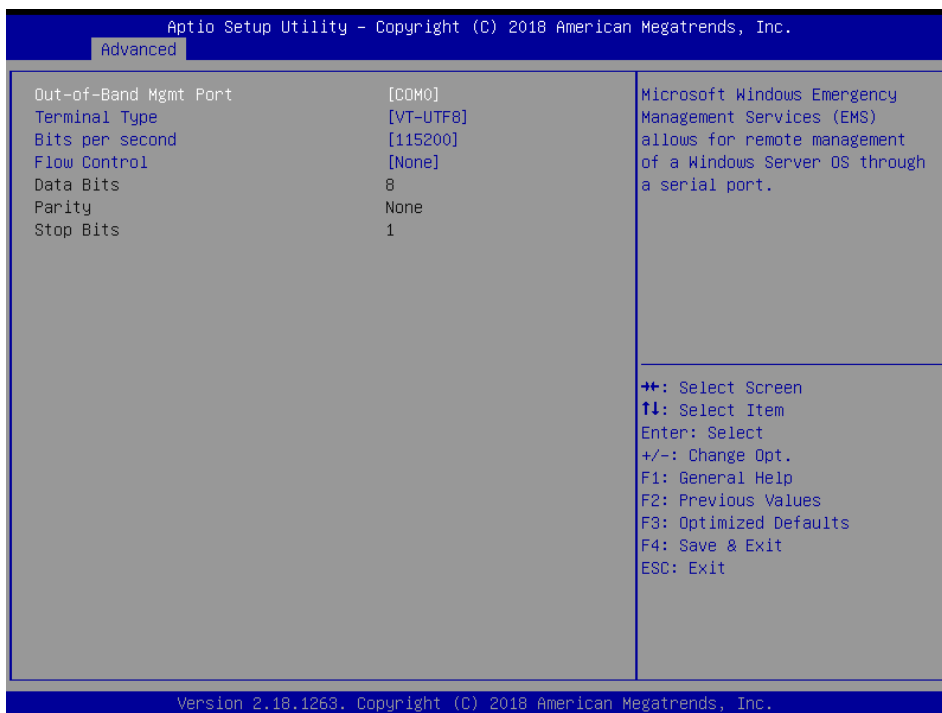 Aptio Setup Utility – Copyright (C) 2018 American Megatrends, Inc.
Advanced
Out-of-Band Mgmt Port [COM0]
Terminal Type [VT-UTF8]
Bits per second [115200]
Flow Control [None]
Data Bits 8
Parity None
Stop Bits 1
Microsoft Windows Emergency
Management Services (EMS)
allows for remote management
of a Windows Server OS through
a serial port.
→←: Select Screen
↑↓: Select Item
Enter: Select
+/-: Change Opt.
F1: General Help
F2: Previous Values
F3: Optimized Defaults
F4: Save & Exit
ESC: Exit
Version 2.18.1263. Copyright (C) 2018 American Megatrends, Inc.